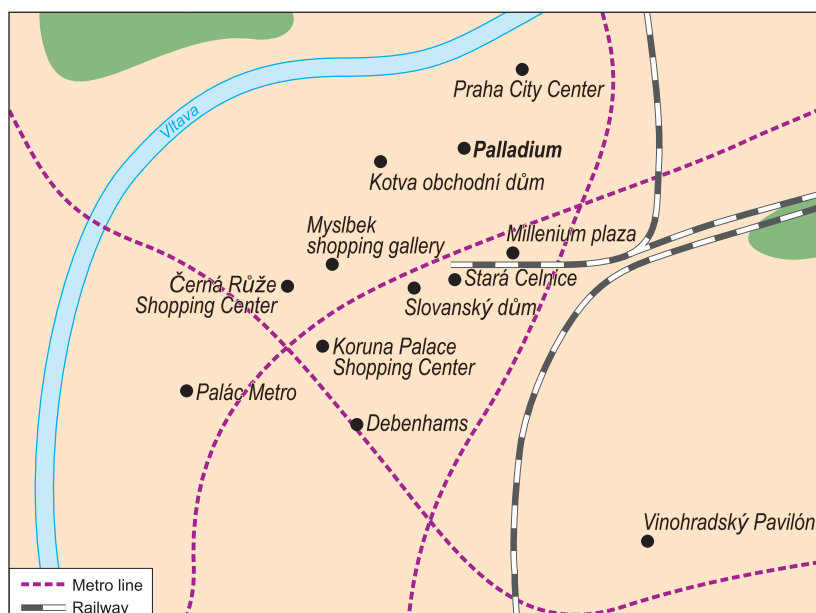 Vltava
Praha City Center
Palladium
Kotva obchodní dům
Myslbek
shopping gallery
Millenium plaza
Černá Růže
Shopping Center
Stará Celnice
Slovanský dům
Koruna Palace
Shopping Center
Palác Metro
Debenhams
Vinohradský Pavilón
Metro line
Railway